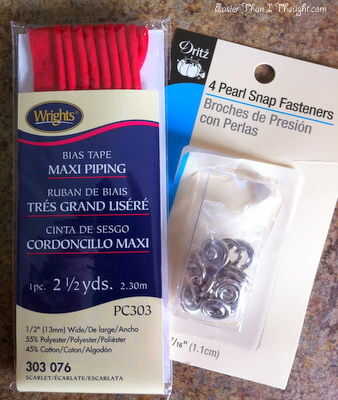 Easier Than I Thought.com
Wrights
BIAS TAPE
MAXI PIPING
RUBAN DE BIAIS
TRÉS GRAND LISÉRÉ
CINTA DE SESGO
CORDONCILLO MAXI
1pc. 2 1/2 yds. 2.30m
PC303
1/2" (13mm) Wide/De large/Ancho
55% Polyester/Polyester/Poliéster
45% Cotton/Coton/Algodón
303 076
SCARLET/ÉCARLATE/ESCARLATA
Dritz
4 Pearl Snap Fasteners
Broches de Presión
con Perlas
/16" (1.1cm)